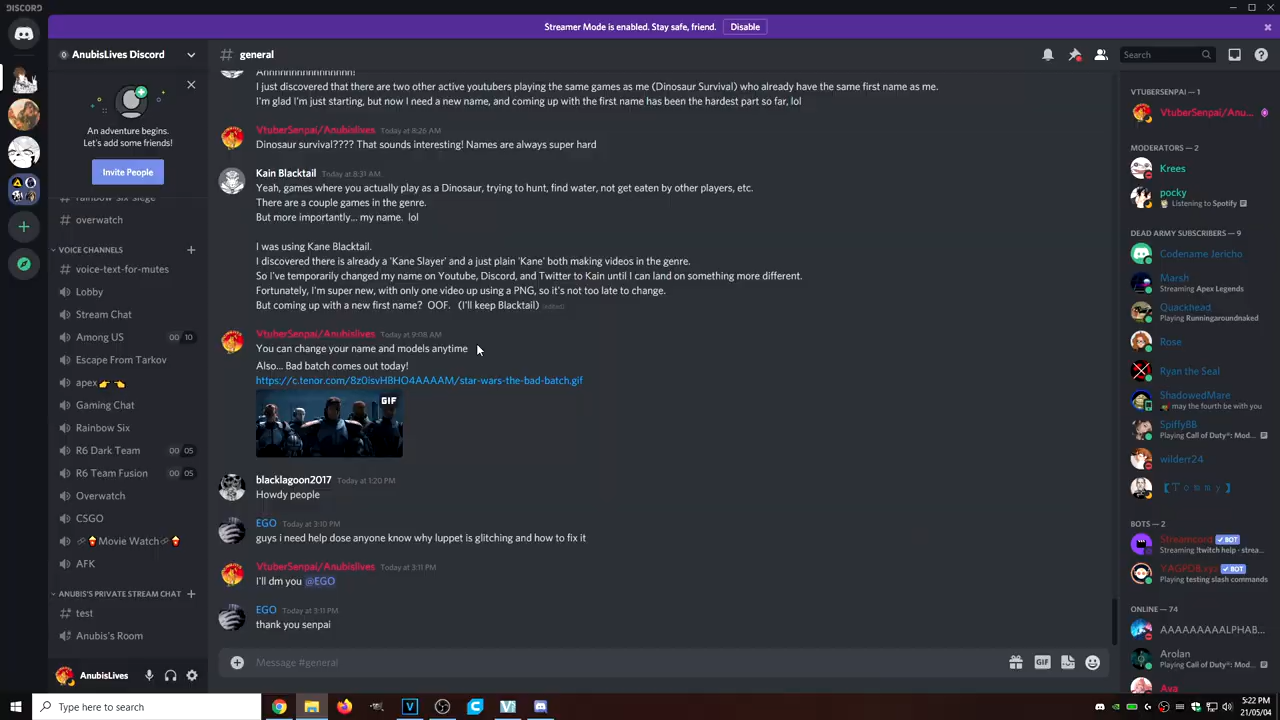 DISCORD
Streamer Mode is enabled. Stay safe, friend.
Disable
AnubisLives Discord
# general
Search
An adventure begins.
Let's add some friends!
Invite People
rainbow-six-siege
# overwatch
VOICE CHANNELS
voice-text-for-mutes
Lobby
Stream Chat
Among US
00 10
Escape From Tarkov
apex
Gaming Chat
Rainbow Six
R6 Dark Team
00 05
R6 Team Fusion
00 05
Overwatch
CSGO
Movie Watch
AFK
ANUBIS'S PRIVATE STREAM CHAT
# test
Anubis's Room
AnubisLives
I just discovered that there are two other active youtubers playing the same games as me (Dinosaur Survival) who already have the same first name as me.
I'm glad I'm just starting, but now I need a new name, and coming up with the first name has been the hardest part so far, lol
VtuberSenpai/Anubislives Today at 8:26 AM
Dinosaur survival???? That sounds interesting! Names are always super hard
Kain Blacktail Today at 8:31 AM
Yeah, games where you actually play as a Dinosaur, trying to hunt, find water, not get eaten by other players, etc.
There are a couple games in the genre.
But more importantly... my name. lol
I was using Kane Blacktail.
I discovered there is already a 'Kane Slayer' and a just plain 'Kane' both making videos in the genre.
So i've temporarily changed my name on Youtube, Discord, and Twitter to Kain until I can land on something more different.
Fortunately, I'm super new, with only one video up using a PNG, so it's not too late to change.
But coming up with a new first name? OOF. (I'll keep Blacktail) (edited)
VtuberSenpai/Anubislives Today at 9:08 AM
You can change your name and models anytime
Also... Bad batch comes out today!
https://c.tenor.com/8z0isvHBHO4AAAAM/star-wars-the-bad-batch.gif
GIF
blacklagoon2017 Today at 1:20 PM
Howdy people
EGO Today at 3:10 PM
guys i need help dose anyone know why luppet is glitching and how to fix it
VtuberSenpai/Anubislives Today at 3:11 PM
I'll dm you @EGO
EGO Today at 3:11 PM
thank you senpai
Message #general
GIF
VTUBERSENPAI — 1
VtuberSenpai/Anu...
MODERATORS — 2
Krees
pocky
Listening to Spotify
DEAD ARMY SUBSCRIBERS — 9
Codename Jericho
Marsh
Streaming Apex Legends
Quackhead
Playing Runningaroundnaked
Rose
Ryan the Seal
ShadowedMare
may the fourth be with you
Spiffy88
Playing Call of Duty®: Mod...
wilderr24
【Ｔｏｍｍｙ】
BOTS — 2
Streamcord BOT
Streaming !twitch help - strea...
YAGPDB.xyz BOT
Playing testing slash commands
ONLINE — 74
AAAAAAAALPHAB...
Arolan
Playing Call of Duty®: Mod...
Ava
Type here to search
5:22 PM
21/05/04